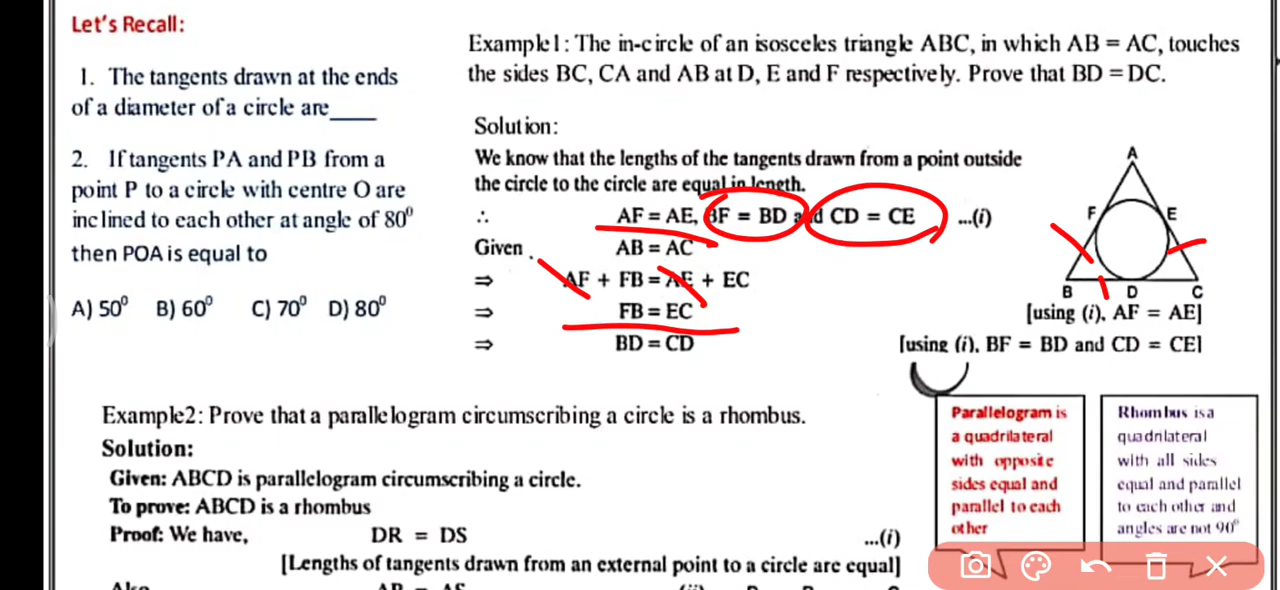 Let's Recall:
1. The tangents drawn at the ends
of a diameter of a circle are____
2. If tangents PA and PB from a
point P to a circle with centre O are
inclined to each other at angle of 80⁰
then POA is equal to
A) 50⁰ B) 60⁰ C) 70⁰ D) 80⁰
Example1: The in-circle of an isosceles triangle ABC, in which AB = AC, touches
the sides BC, CA and AB at D, E and F respectively. Prove that BD = DC.
Solution:
We know that the lengths of the tangents drawn from a point outside
the circle to the circle are equal in length.
∴ AF = AE, BF = BD and CD = CE ...(i)
Given AB = AC
⇒ AF + FB = AE + EC
⇒ FB = EC [using (i), AF = AE]
⇒ BD = CD [using (i), BF = BD and CD = CE]
A
F E
B D C
Example2: Prove that a parallelogram circumscribing a circle is a rhombus.
Solution:
Given: ABCD is parallelogram circumscribing a circle.
To prove: ABCD is a rhombus
Proof: We have, DR = DS ...(i)
[Lengths of tangents drawn from an external point to a circle are equal]
Parallelogram is
a quadrilateral
with opposite
sides equal and
parallel to each
other
Rhombus is a
quadrilateral
with all sides
equal and parallel
to each other and
angles are not 90⁰